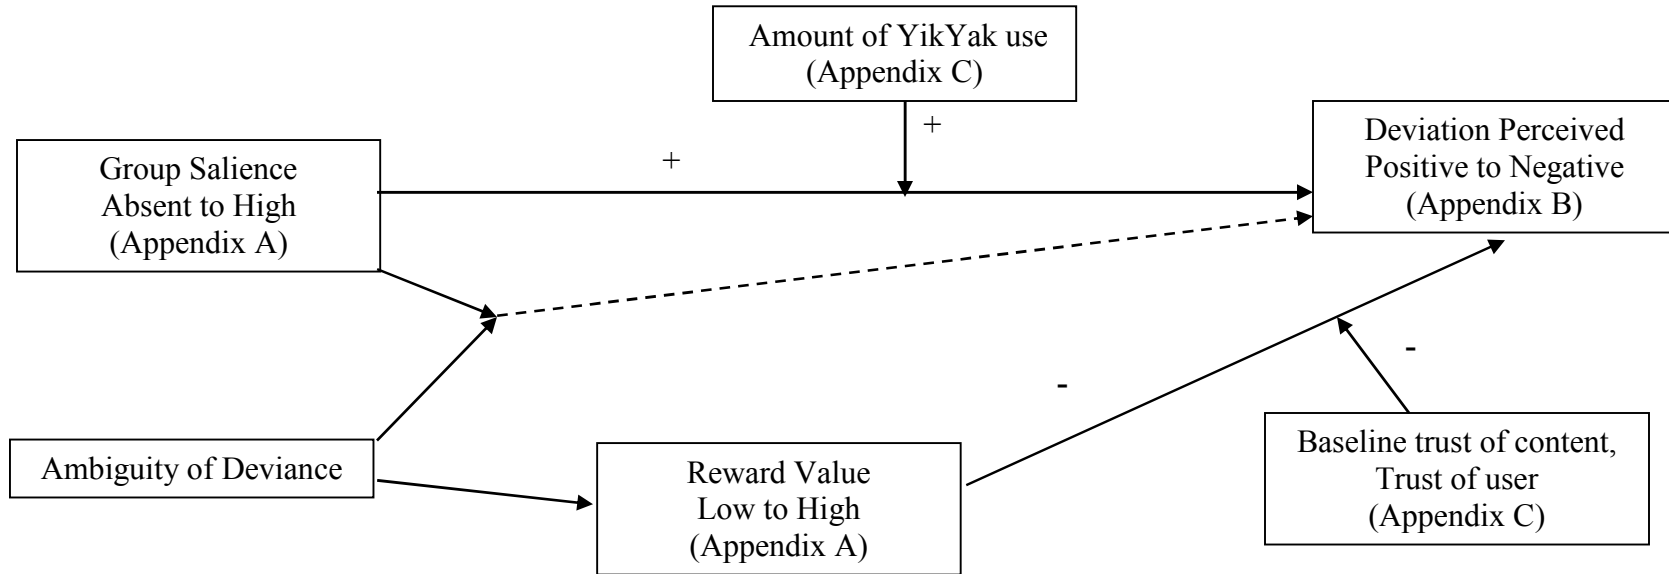 Amount of YikYak use
(Appendix C)
+
+
Group Salience
Absent to High
(Appendix A)
Deviation Perceived
Positive to Negative
(Appendix B)
-
-
Ambiguity of Deviance
Reward Value
Low to High
(Appendix A)
Baseline trust of content,
Trust of user
(Appendix C)